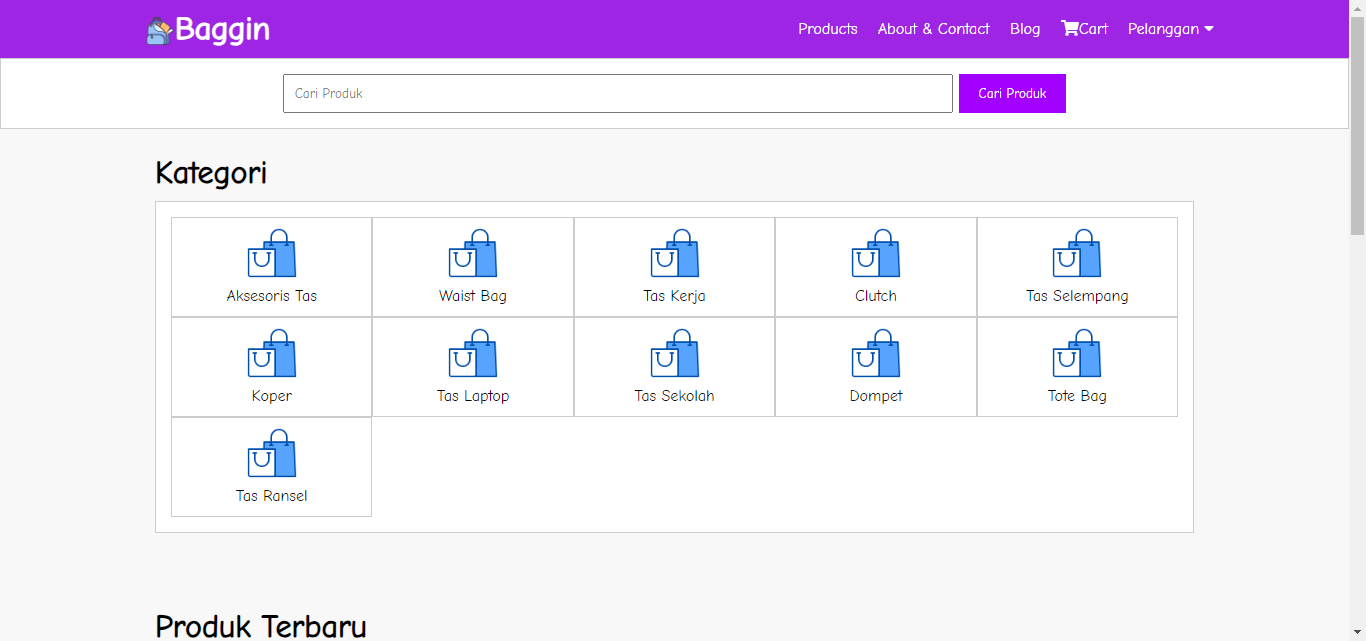 Baggin
Products About & Contact Blog Cart Pelanggan
Cari Produk Cari Produk
Kategori
Aksesoris Tas Waist Bag Tas Kerja Clutch Tas Selempang
Koper Tas Laptop Tas Sekolah Dompet Tote Bag
Tas Ransel
Produk Terbaru